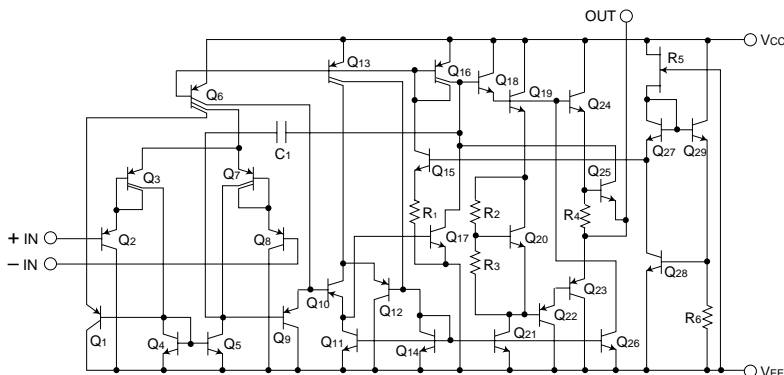 OUT
VCC
Q13
Q16
Q18
Q19
Q24
R5
Q6
Q3
Q7
C1
Q15
Q25
Q27
Q29
+ IN
Q2
Q8
R1
Q17
R2
R3
Q20
R4
− IN
Q28
Q10
Q12
Q23
Q22
Q1
Q4
Q5
Q9
Q11
Q14
Q21
Q26
R6
VEE